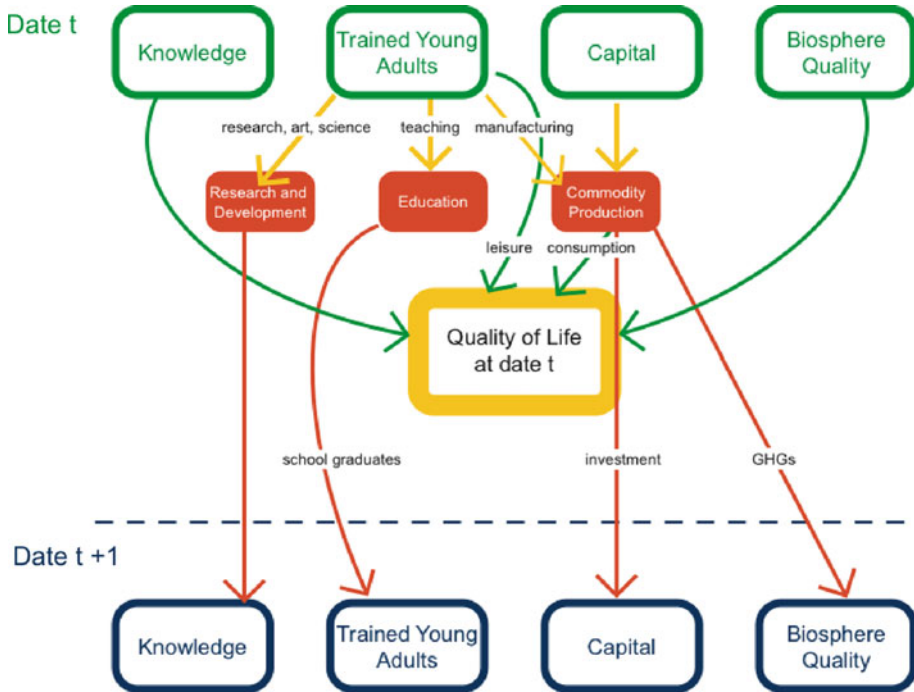 Date t
Knowledge
Trained Young
Adults
Capital
Biosphere
Quality
research, art, science
teaching
manufacturing
Research and
Development
Education
Commodity
Production
leisure
consumption
Quality of Life
at date t
school graduates
investment
GHGs
Date t +1
Knowledge
Trained Young
Adults
Capital
Biosphere
Quality